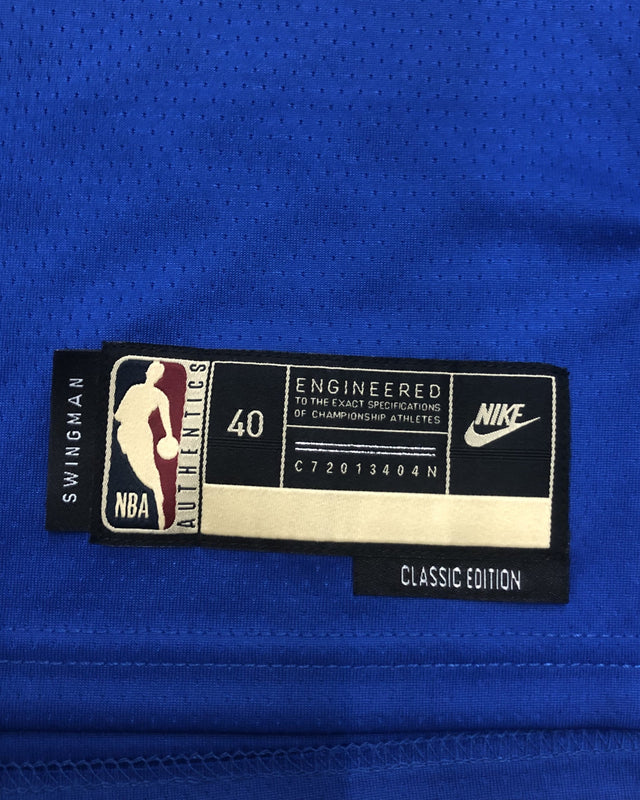 SWINGMAN
NBA
AUTHENTICS
40
ENGINEERED
TO THE EXACT SPECIFICATIONS
OF CHAMPIONSHIP ATHLETES
C72013404N
NIKE
CLASSIC EDITION